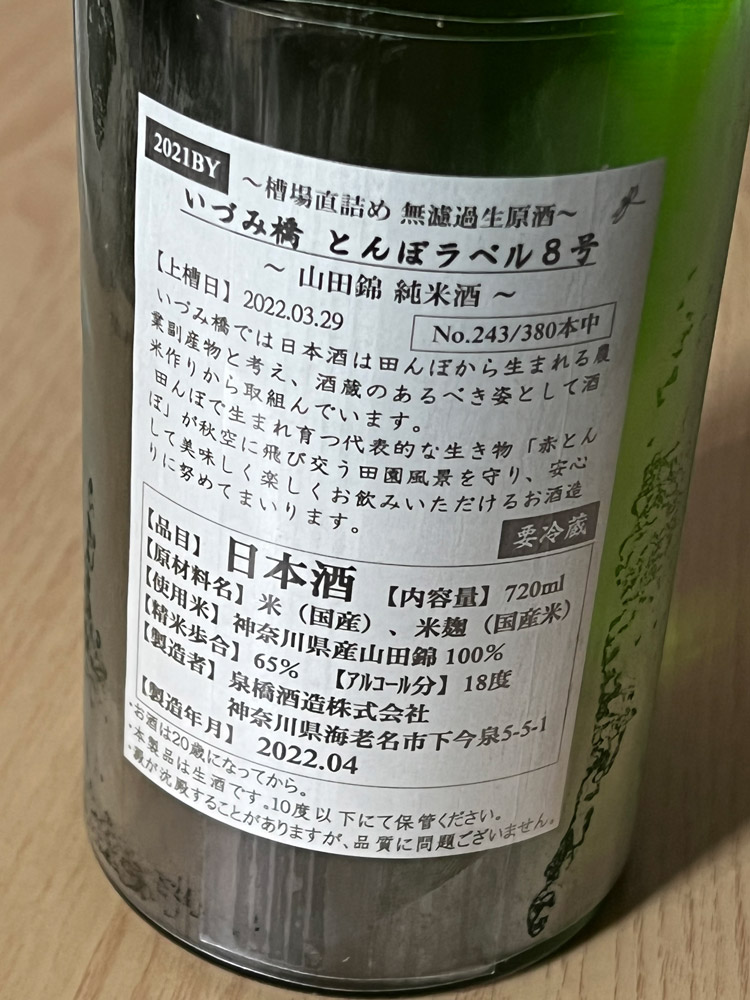 2021BY
～槽場直詰め 無濾過生原酒～
いづみ橋 とんぼラベル８号
～ 山田錦 純米酒 ～
【上槽日】2022.03.29
No.243/380本中
いづみ橋では日本酒は田んぼから生まれる農
業副産物と考え、酒蔵のあるべき姿として酒
米作りから取組んでいます。
田んぼで生まれ育つ代表的な生き物「赤とん
ぼ」が秋空に飛び交う田園風景を守り、安心
して美味しく楽しくお飲みいただけるお酒造
りに努めてまいります。
要冷蔵
【品目】 日本酒 【内容量】720ml
【原材料名】米（国産）、米麹（国産米）
【使用米】神奈川県産山田錦100%
【精米歩合】65% 【アルコール分】18度
【製造者】泉橋酒造株式会社
神奈川県海老名市下今泉5-5-1
【製造年月】 2022.04
・お酒は20歳になってから。
・本製品は生酒です。10度以下にて保管ください。
・澱が沈殿することがありますが、品質に問題ございません。